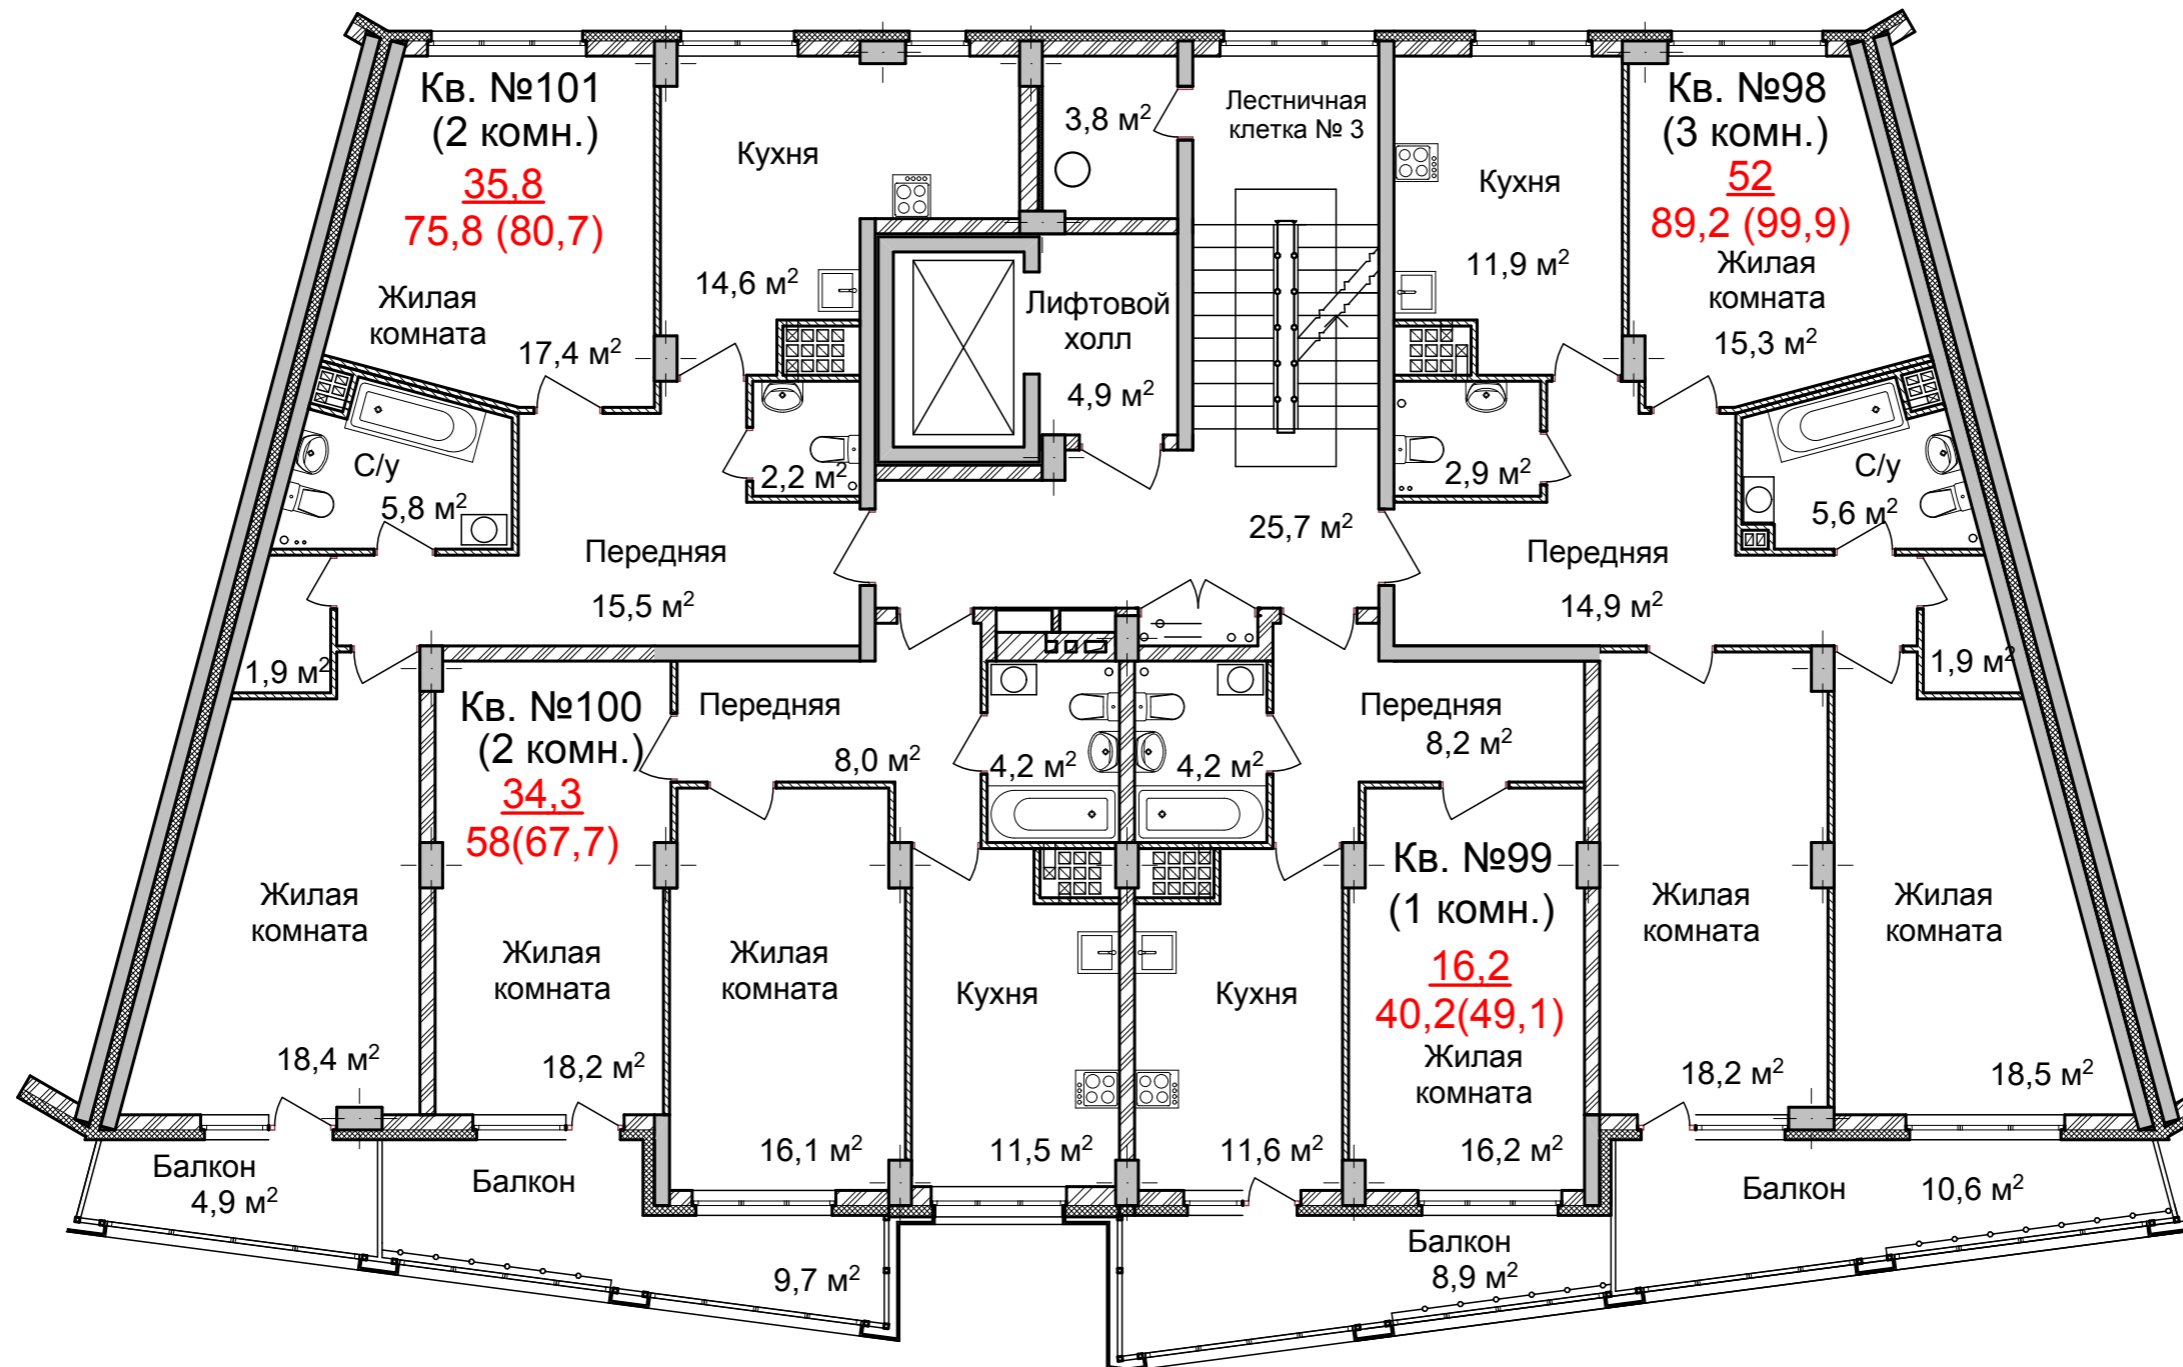 Кв. №101
(2 комн.)
35,8
75,8 (80,7)
Жилая
комната
17,4 м²
Кухня
14,6 м²
3,8 м²
Лестничная
клетка № 3
Лифтовой
холл
4,9 м²
Кухня
11,9 м²
Кв. №98
(3 комн.)
52
89,2 (99,9)
Жилая
комната
15,3 м²
С/у
5,8 м²
2,2 м²
2,9 м²
С/у
5,6 м²
Передняя
15,5 м²
25,7 м²
Передняя
14,9 м²
1,9 м²
1,9 м²
Кв. №100
(2 комн.)
34,3
58(67,7)
Передняя
8,0 м²
4,2 м²
4,2 м²
Передняя
8,2 м²
Кв. №99
(1 комн.)
16,2
40,2(49,1)
Жилая
комната
16,2 м²
Жилая
комната
18,4 м²
Жилая
комната
18,2 м²
Жилая
комната
16,1 м²
Кухня
11,5 м²
Кухня
11,6 м²
Жилая
комната
18,2 м²
Жилая
комната
18,5 м²
Балкон
4,9 м²
Балкон
9,7 м²
Балкон
8,9 м²
Балкон
10,6 м²